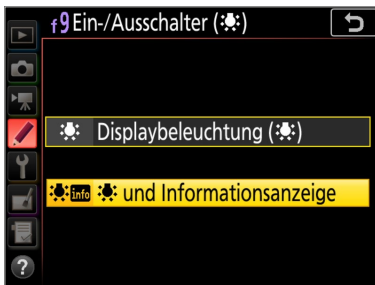 f9 Ein-/Ausschalter ()
Displaybeleuchtung ()
info und Informationsanzeige
?